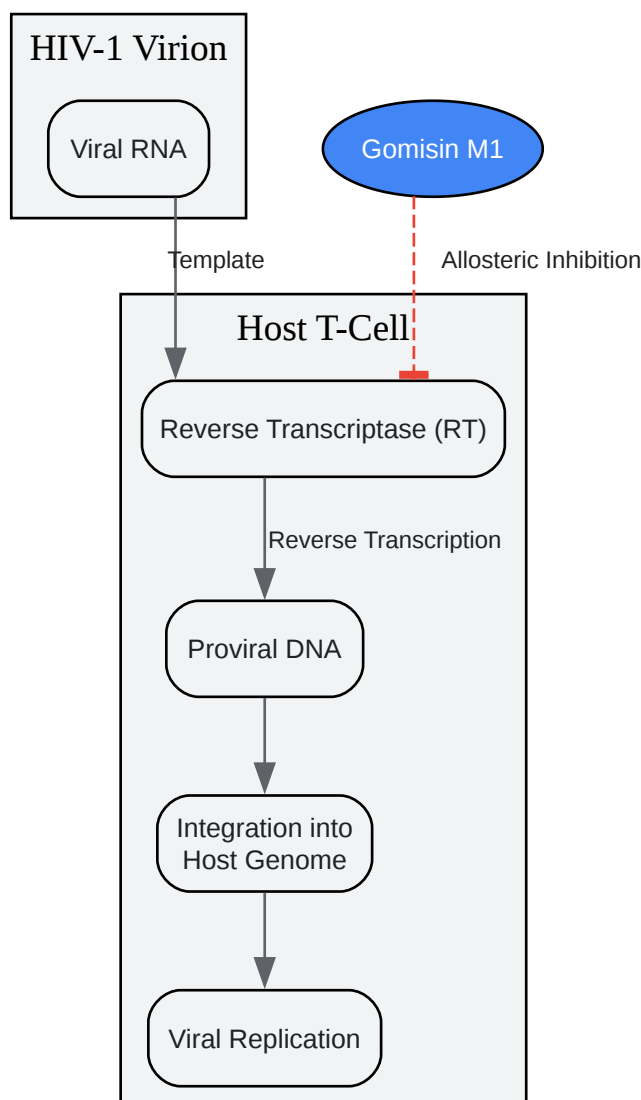 HIV-1 Virion
Viral RNA
Gomisin M1
Template
Allosteric Inhibition
Host T-Cell
Reverse Transcriptase (RT)
Reverse Transcription
Proviral DNA
Integration into
Host Genome
Viral Replication